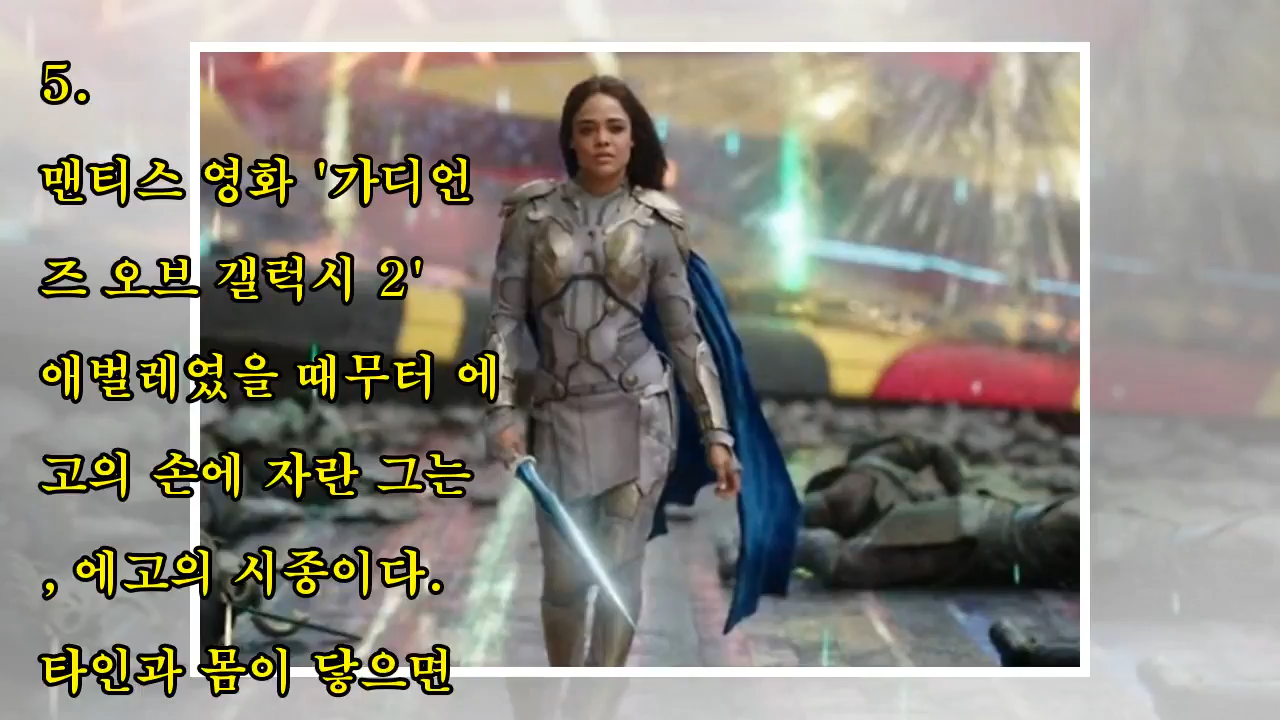 5.
맨티스 영화 '가디언
즈 오브 갤럭시 2'
애벌레였을 때무터 에
고의 손에 자란 그는
, 에고의 시종이다.
타인과 몸이 닿으면